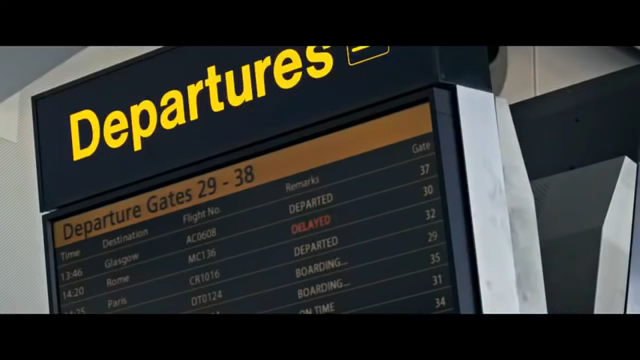 Departures
Departure Gates 29 - 38
Time Destination Flight No. Remarks Gate
13:46 Glasgow AC0608 DEPARTED 37
14:20 Rome MC136 DELAYED 30
Paris CR1016 DEPARTED 32
DT0124 BOARDING... 29
BOARDING... 35
ON TIME 31
34